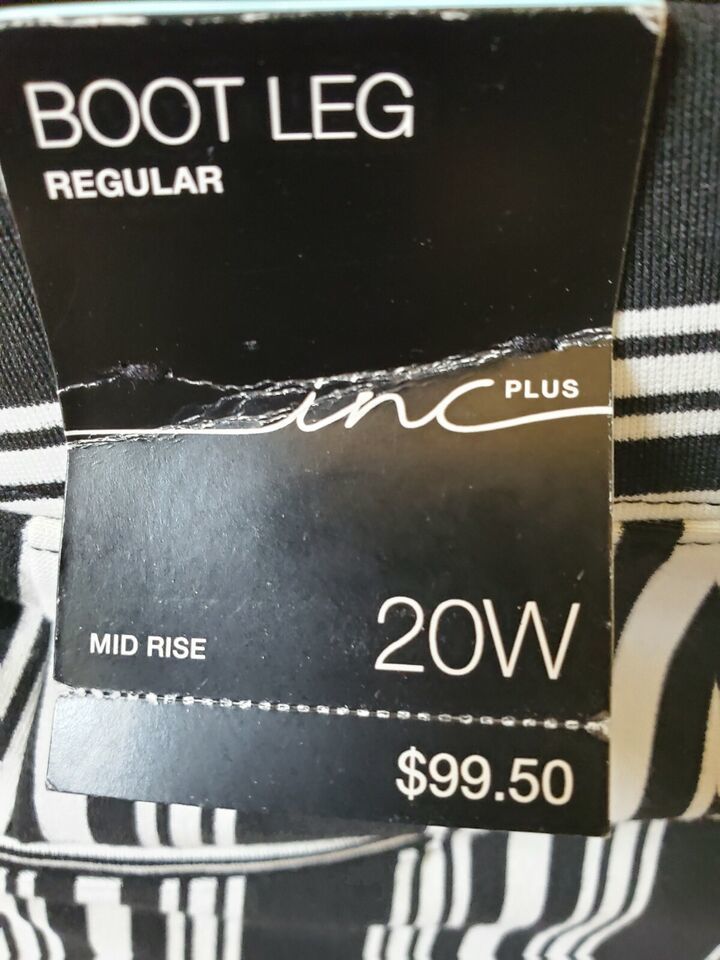 BOOT LEG
REGULAR
inc PLUS
MID RISE 20W
$99.50